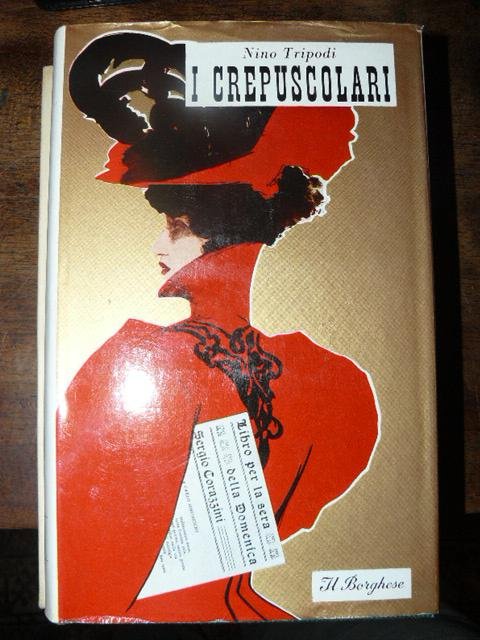 Nino Tripodi
I CREPUSCOLARI
Libro per la sera
della Domenica
Sergio Corazzini
Il Borghese